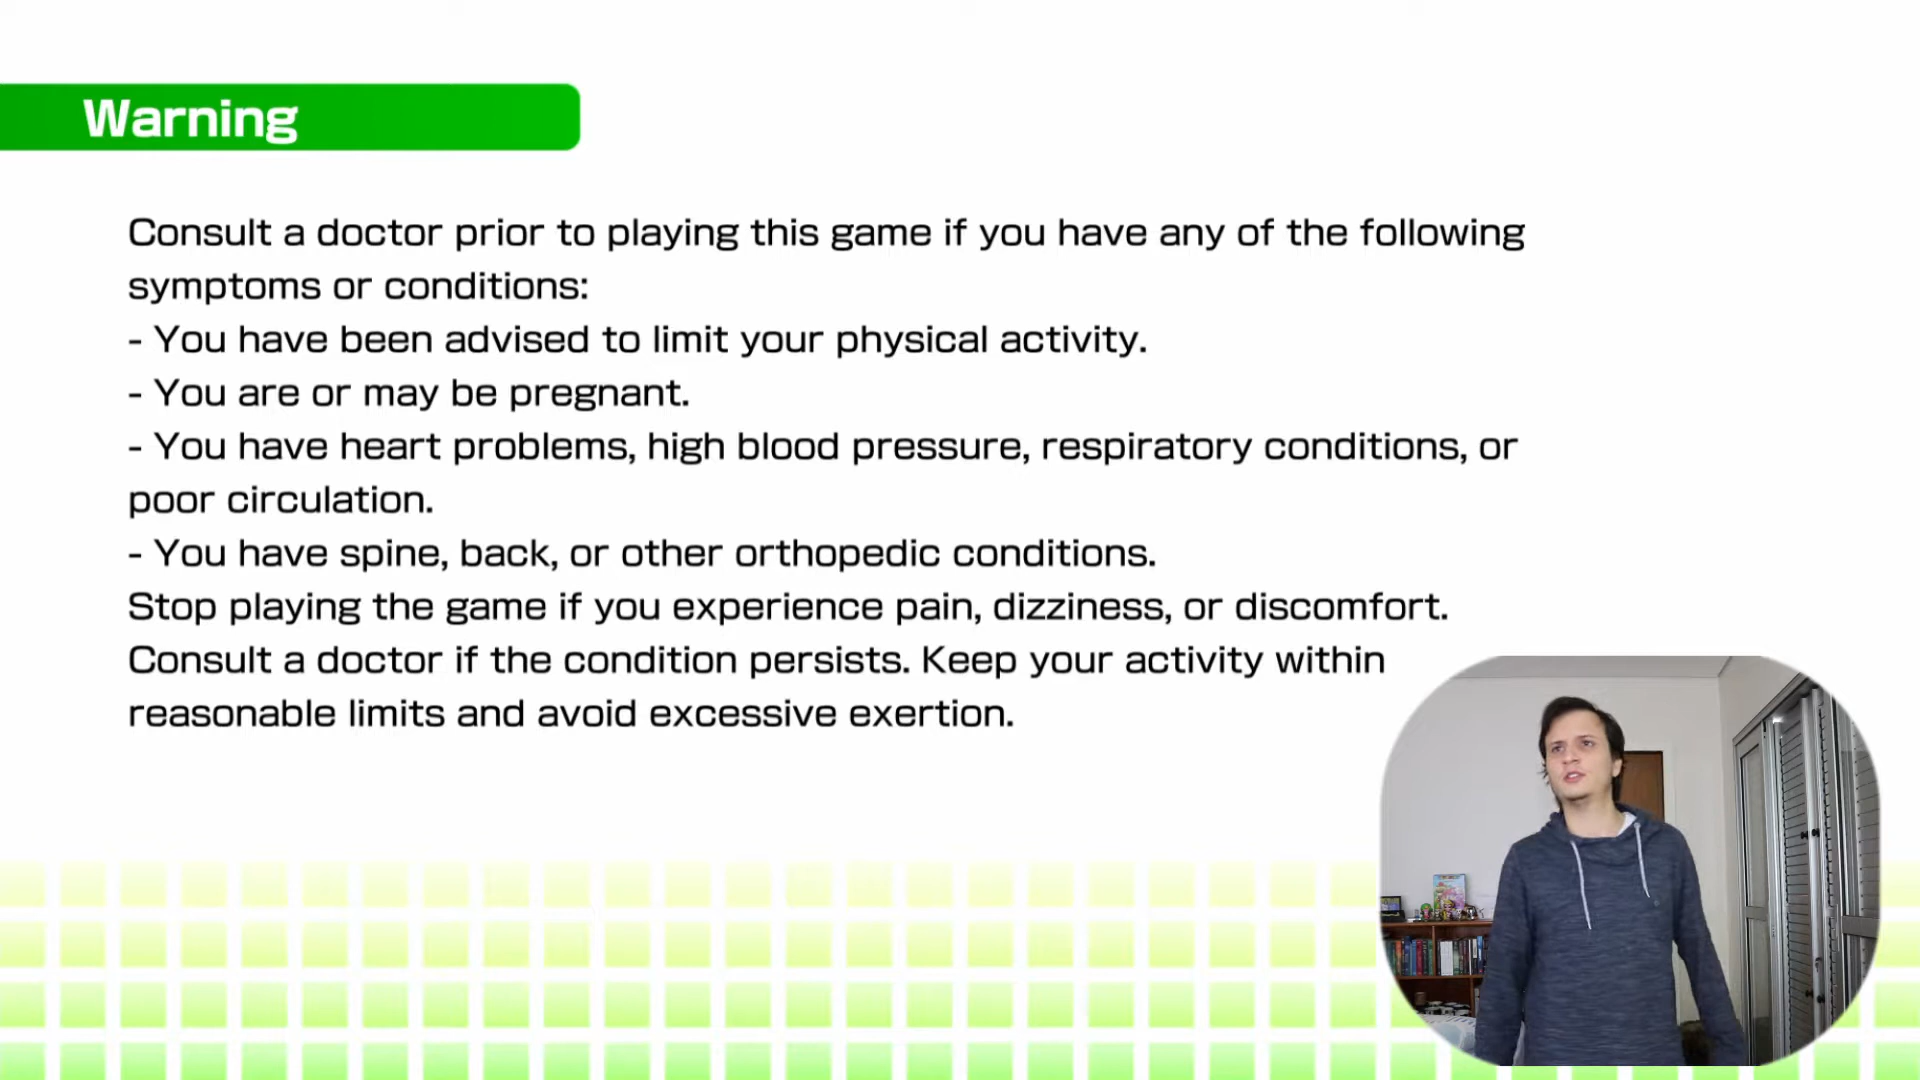 Warning
Consult a doctor prior to playing this game if you have any of the following
symptoms or conditions:
- You have been advised to limit your physical activity.
- You are or may be pregnant.
- You have heart problems, high blood pressure, respiratory conditions, or
poor circulation.
- You have spine, back, or other orthopedic conditions.
Stop playing the game if you experience pain, dizziness, or discomfort.
Consult a doctor if the condition persists. Keep your activity within
reasonable limits and avoid excessive exertion.